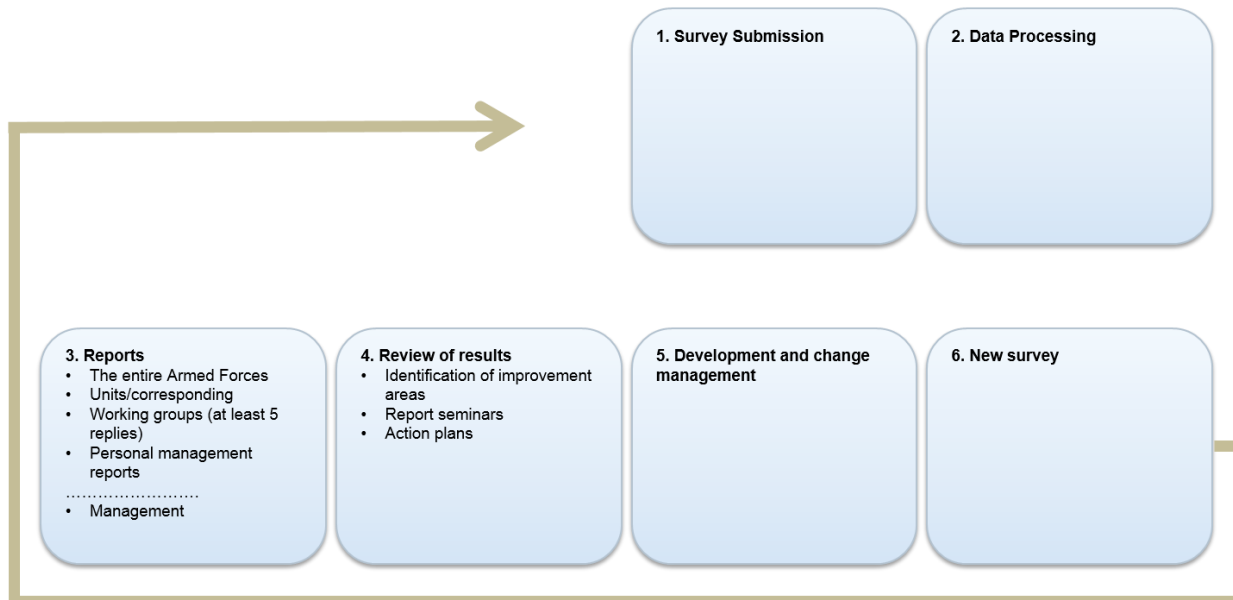 1. Survey Submission
2. Data Processing
3. Reports
• The entire Armed Forces
• Units/corresponding
• Working groups (at least 5
replies)
• Personal management
reports
…………………….
• Management
4. Review of results
• Identification of improvement
areas
• Report seminars
• Action plans
5. Development and change
management
6. New survey